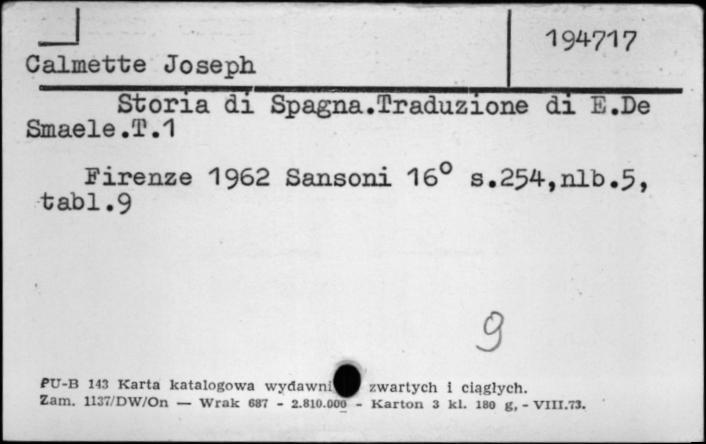 194717
Calmette Joseph
Storia di Spagna.Traduzione di E.De
Smaele.T.1
Firenze 1962 Sansoni 16° s.254,nlb.5,
tabl.9
9
PU-B 143 Karta katalogowa wydawni zwartych i ciągłych.
Zam. 1137/DW/On — Wrak 687 - 2.810.000 - Karton 3 kl. 180 g, - VIII.73.